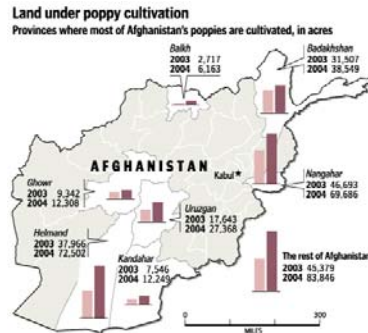 Land under poppy cultivation
Provinces where most of Afghanistan's poppies are cultivated, in acres
Balkh
2003 2,717
2004 6,163
Badakhshan
2003 31,507
2004 38,549
AFGHANISTAN
Kabul
Nangahar
2003 46,693
2004 69,686
Ghowr
2003 9,342
2004 12,308
Uruzgan
2003 17,643
2004 27,368
Helmand
2003 37,966
2004 72,502
Kandahar
2003 7,546
2004 12,249
The rest of Afghanistan
2003 45,379
2004 83,846
0 200
MILES